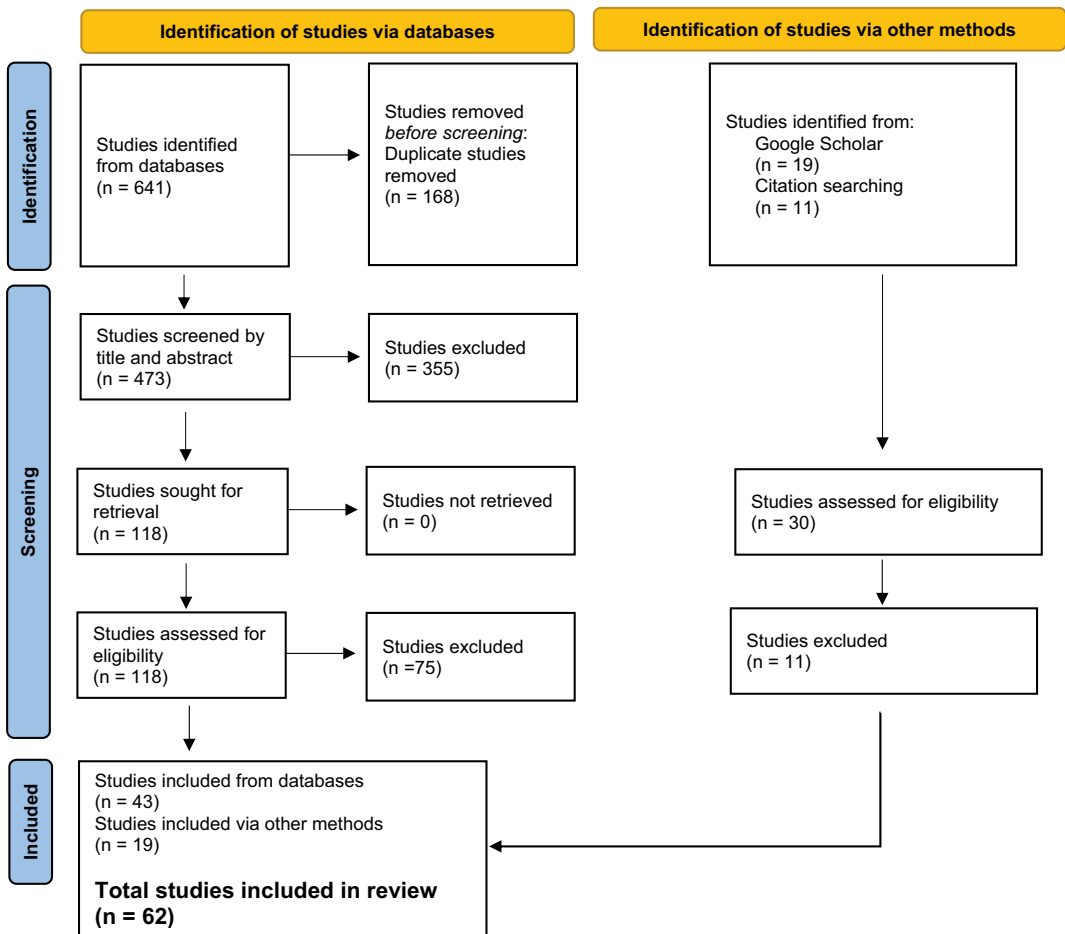 Identification of studies via databases
Identification of studies via other methods
Identification
Studies identified
from databases
(n = 641)
Studies removed
before screening:
Duplicate studies
removed
(n = 168)
Studies identified from:
Google Scholar
(n = 19)
Citation searching
(n = 11)
Screening
Studies screened by
title and abstract
(n = 473)
Studies excluded
(n = 355)
Studies sought for
retrieval
(n = 118)
Studies not retrieved
(n = 0)
Studies assessed for eligibility
(n = 30)
Studies assessed for
eligibility
(n = 118)
Studies excluded
(n =75)
Studies excluded
(n = 11)
Included
Studies included from databases
(n = 43)
Studies included via other methods
(n = 19)
Total studies included in review
(n = 62)